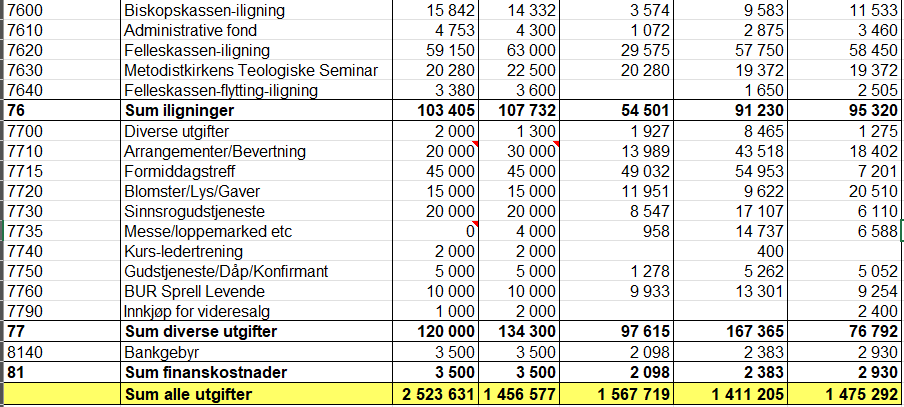 7600 Biskopskassen-iligning 15 842 14 332 3 574 9 583 11 533
7610 Administrative fond 4 753 4 300 1 072 2 875 3 460
7620 Felleskassen-iligning 59 150 63 000 29 575 57 750 58 450
7630 Metodistkirkens Teologiske Seminar 20 280 22 500 20 280 19 372 19 372
7640 Felleskassen-flytting-iligning 3 380 3 600 1 650 2 505
76 Sum iligninger 103 405 107 732 54 501 91 230 95 320
7700 Diverse utgifter 2 000 1 300 1 927 8 465 1 275
7710 Arrangementer/Bevertning 20 000 30 000 13 989 43 518 18 402
7715 Formiddagstreff 45 000 45 000 49 032 54 953 7 201
7720 Blomster/Lys/Gaver 15 000 15 000 11 951 9 622 20 510
7730 Sinnsrogudstjeneste 20 000 20 000 8 547 17 107 6 110
7735 Messe/loppemarked etc 0 4 000 958 14 737 6 588
7740 Kurs-ledertrening 2 000 2 000 400
7750 Gudstjeneste/Dåp/Konfirmant 5 000 5 000 1 278 5 262 5 052
7760 BUR Sprell Levende 10 000 10 000 9 933 13 301 9 254
7790 Innkjøp for videresalg 1 000 2 000 2 400
77 Sum diverse utgifter 120 000 134 300 97 615 167 365 76 792
8140 Bankgebyr 3 500 3 500 2 098 2 383 2 930
81 Sum finanskostnader 3 500 3 500 2 098 2 383 2 930
Sum alle utgifter 2 523 631 1 456 577 1 567 719 1 411 205 1 475 292